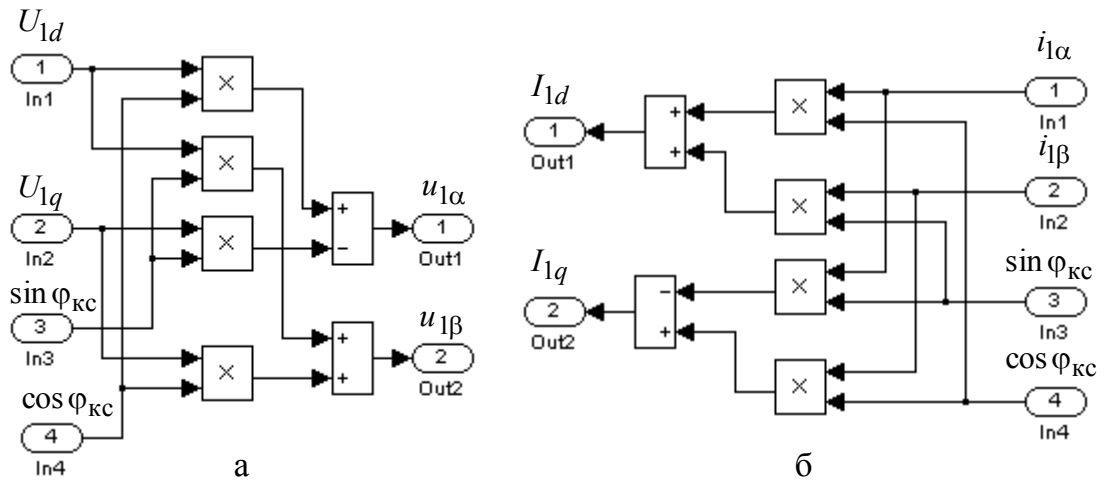 U1d
1
In1
×
×
U1q
2
In2
×
sin φкс
3
In3
×
cos φкс
4
In4
+
−
u1α
1
Out1
+
+
u1β
2
Out2
а
i1α
1
In1
I1d
1
Out1
+
+
×
i1β
2
In2
×
I1q
2
Out2
−
+
×
sin φкс
3
In3
×
cos φкс
4
In4
б